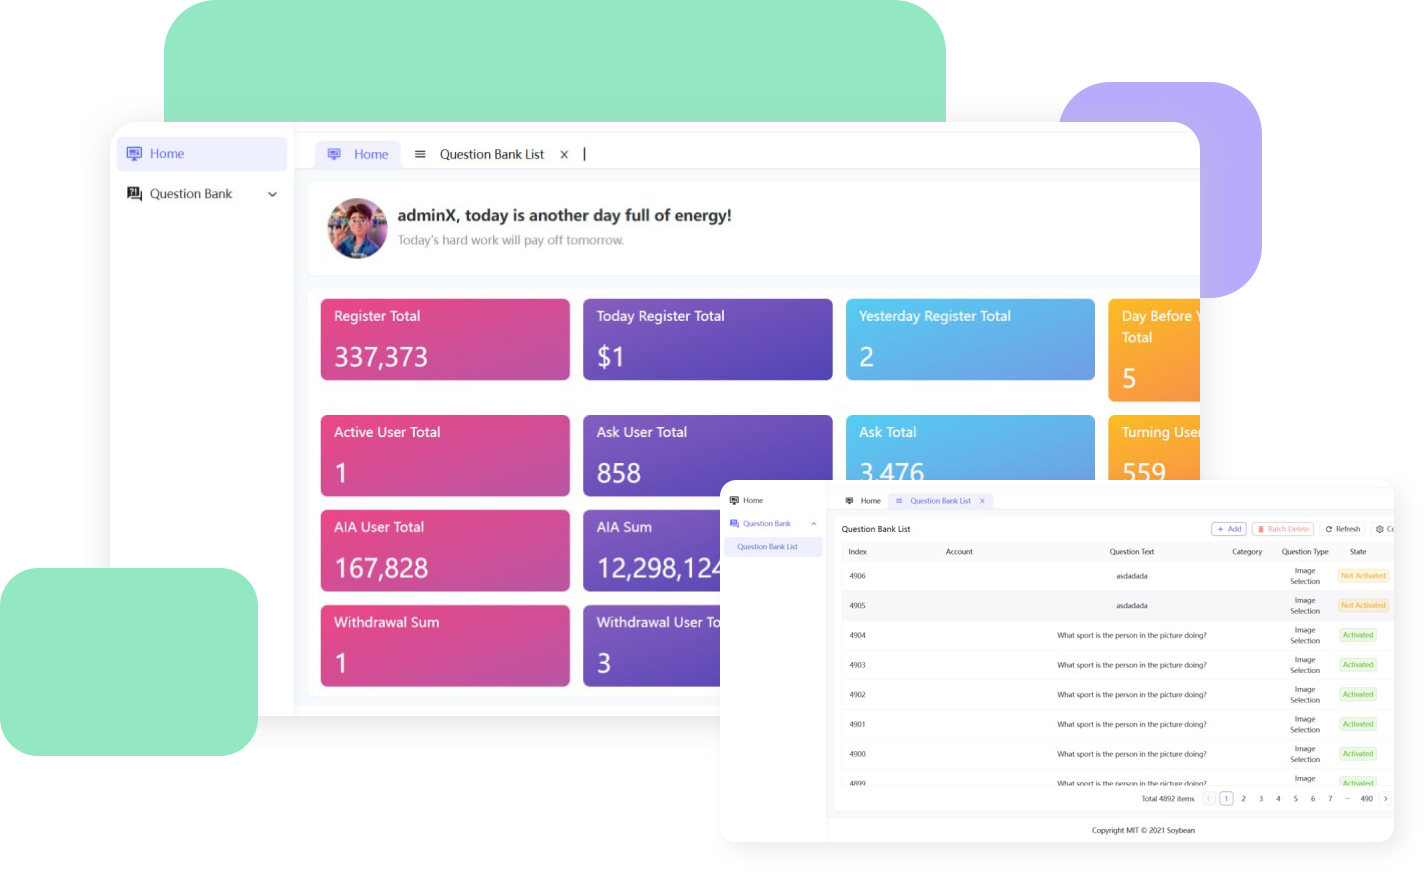 Home
Question Bank
Home
Question Bank List
adminX, today is another day full of energy!
Today's hard work will pay off tomorrow.
Register Total
337,373
Today Register Total
$1
Yesterday Register Total
2
Day Before
Total
5
Active User Total
1
Ask User Total
858
Ask Total
3,476
Turning User
559
AIA User Total
167,828
AIA Sum
12,298,124
Withdrawal Sum
1
Withdrawal User To
3
Home
Question Bank
Question Bank List
Home
Question Bank List
Question Bank List
+ Add
Batch Delete
Refresh
Index Account Question Text Category Question Type State
4906 asdadada Image Selection Not Activated
4905 asdadada Image Selection Not Activated
4904 What sport is the person in the picture doing? Image Selection Activated
4903 What sport is the person in the picture doing? Image Selection Activated
4902 What sport is the person in the picture doing? Image Selection Activated
4901 What sport is the person in the picture doing? Image Selection Activated
4900 What sport is the person in the picture doing? Image Selection Activated
4899 What sport is the person in the picture doing? Image Activated
Total 4892 items 1 2 3 4 5 6 7 ... 490
Copyright MIT © 2021 Soybean